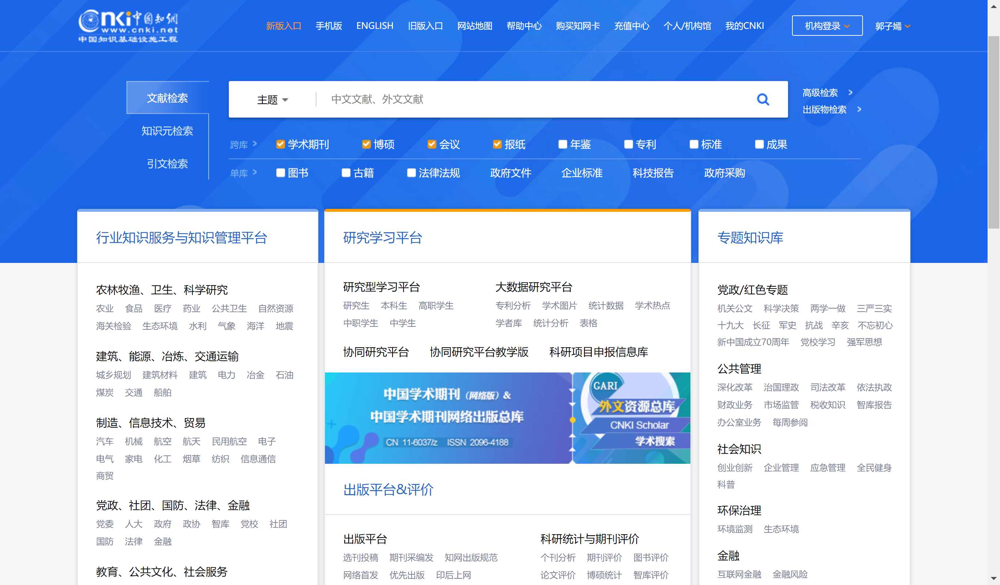 cnki中国知网
www.cnki.net
中国知识基础设施工程
新版入口 手机版 ENGLISH 旧版入口 网站地图 帮助中心 购买知网卡 充值中心 个人/机构馆 我的CNKI 机构登录 郭子嫣
文献检索
知识元检索
引文检索
主题 中文文献、外文文献
高级检索 >
出版物检索 >
跨库 > 学术期刊 博硕 会议 报纸 年鉴 专利 标准 成果
单库 > 图书 古籍 法律法规 政府文件 企业标准 科技报告 政府采购
行业知识服务与知识管理平台
农林牧渔、卫生、科学研究
农业 食品 医疗 药业 公共卫生 自然资源
海关检验 生态环境 水利 气象 海洋 地震
建筑、能源、冶炼、交通运输
城乡规划 建筑材料 建筑 电力 冶金 石油
煤炭 交通 船舶
制造、信息技术、贸易
汽车 机械 航空 航天 民用航空 电子
电气 家电 化工 烟草 纺织 信息通信
商贸
党政、社团、国防、法律、金融
党委 人大 政府 政协 智库 党校 社团
国防 法律 金融
教育、公共文化、社会服务
研究学习平台
研究型学习平台
研究生 本科生 高职学生
中职学生 中学生
大数据研究平台
专利分析 学术图片 统计数据 学术热点
学者库 统计分析 表格
协同研究平台 协同研究平台教学版 科研项目申报信息库
中国学术期刊（网络版）&
中国学术期刊网络出版总库
CN 11-6037/z ISSN 2096-4188
GARI
外文资源总库
CNKI Scholar
学术搜索
出版平台&评价
出版平台
选刊投稿 期刊采编发 知网出版规范
网络首发 优先出版 印后上网
科研统计与期刊评价
个刊分析 期刊评价 图书评价
论文评价 博硕统计 智库评价
专题知识库
党政/红色专题
机关公文 科学决策 两学一做 三严三实
十九大 长征 军史 抗战 辛亥 不忘初心
新中国成立70周年 党校学习 强军思想
公共管理
深化改革 治国理政 司法改革 依法执政
财政业务 市场监管 税收知识 智库报告
办公室业务 每周参阅
社会知识
创业创新 企业管理 应急管理 全民健身
科普
环保治理
环境监测 生态环境
金融
互联网金融 金融风险